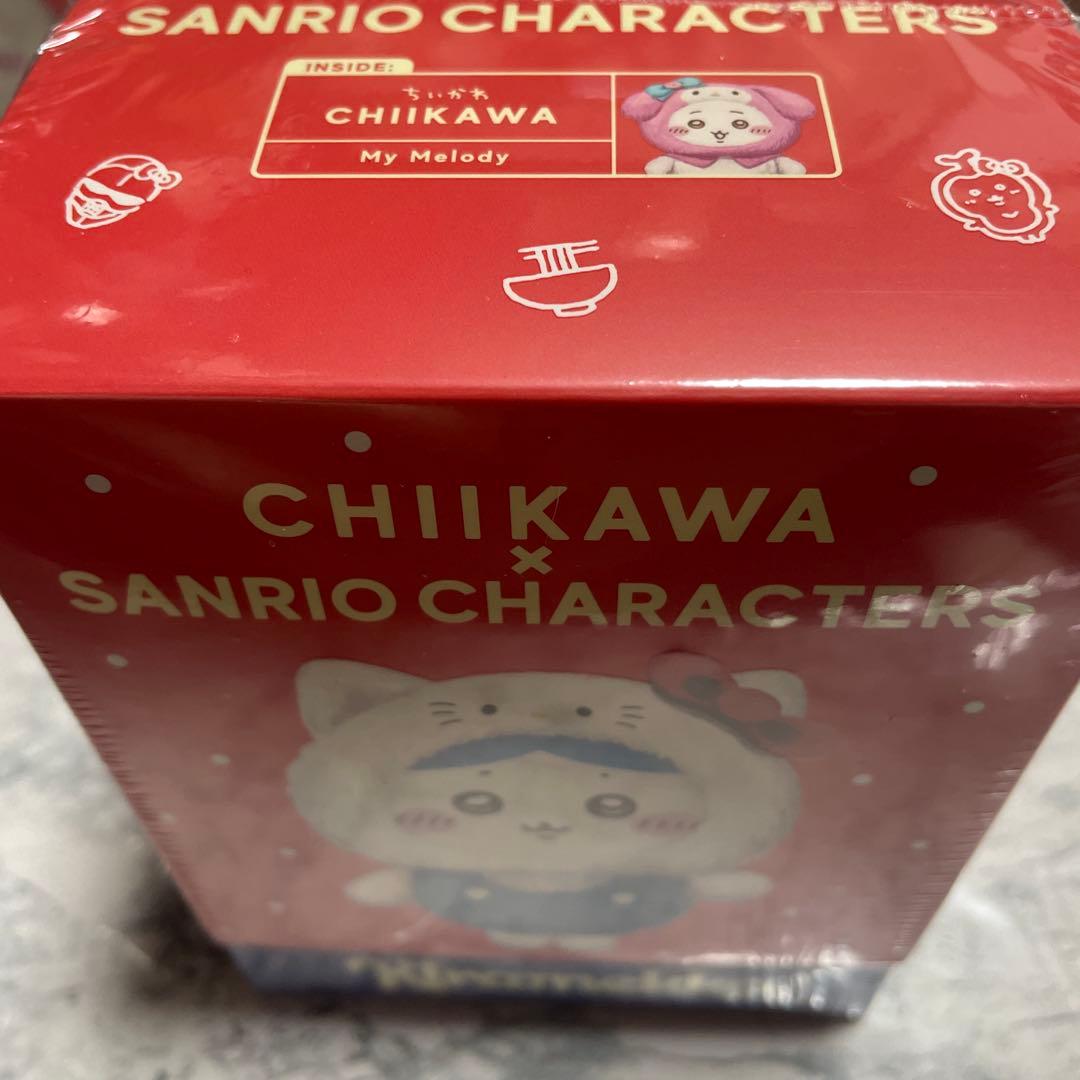 SANRIO CHARACTERS
INSIDE:
ちいかわ
CHIIKAWA
My Melody
CHIIKAWA
×
SANRIO CHARACTERS